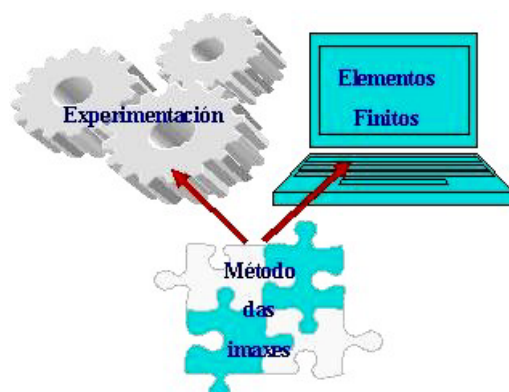 Experimentación
Elementos
Finitos
Método
das
imaxes